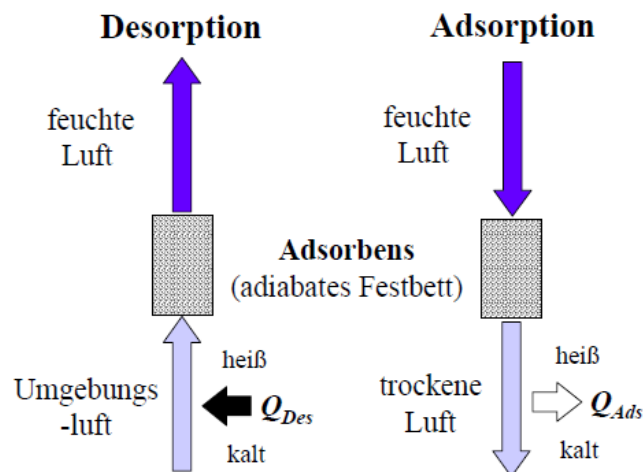 Desorption
Adsorption
feuchte
Luft
feuchte
Luft
Adsorbens
(adiabates Festbett)
heiß
Umgebungs
-luft
Q_Des
kalt
heiß
trockene
Luft
Q_Ads
kalt